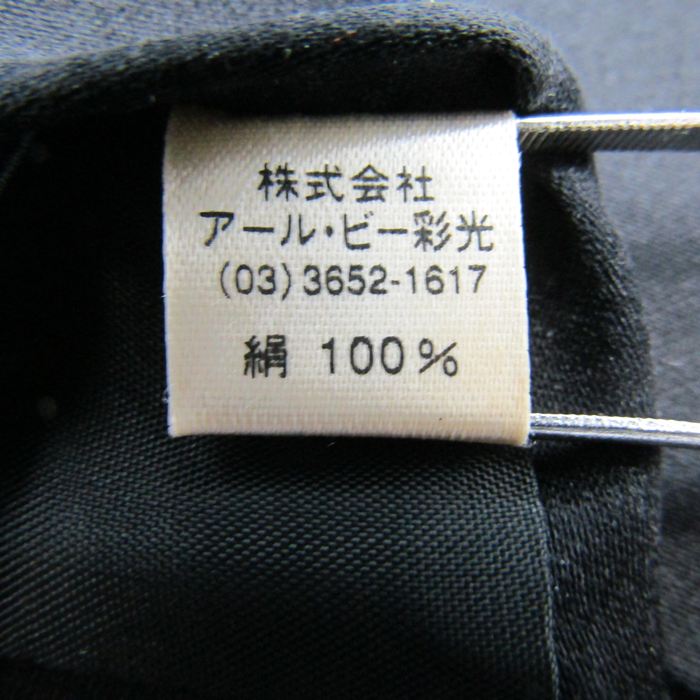 株式会社
アール・ビー彩光
(03)3652-1617
絹 100%